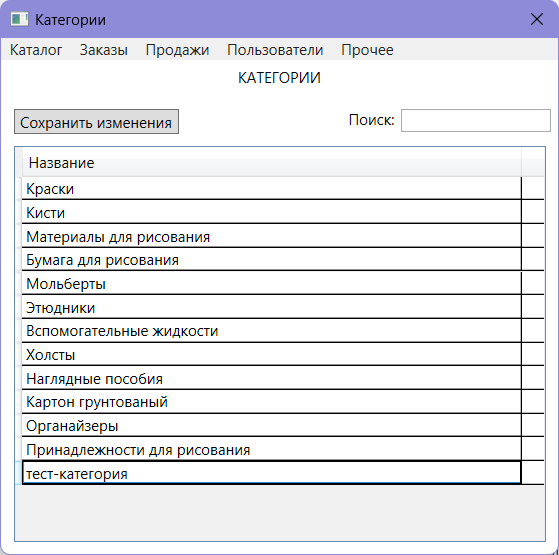 Категории
Каталог Заказы Продажи Пользователи Прочее
КАТЕГОРИИ
Сохранить изменения Поиск:
Название
Краски
Кисти
Материалы для рисования
Бумага для рисования
Мольберты
Этюдники
Вспомогательные жидкости
Холсты
Наглядные пособия
Картон грунтованый
Органайзеры
Принадлежности для рисования
тест-категория